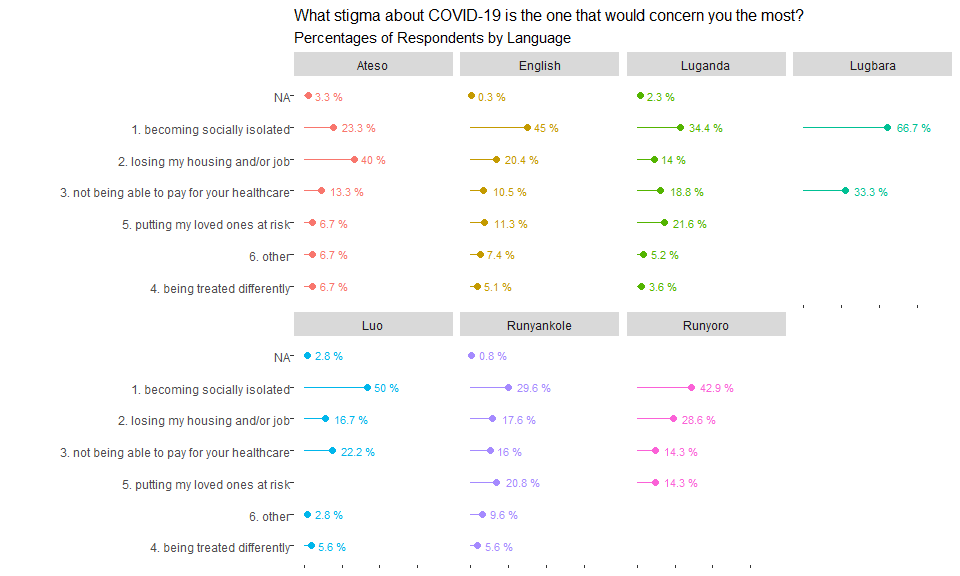 What stigma about COVID-19 is the one that would concern you the most?
Percentages of Respondents by Language
Ateso English Luganda Lugbara
NA 3.3 % 0.3 % 2.3 %
1. becoming socially isolated 23.3 % 45 % 34.4 % 66.7 %
2. losing my housing and/or job 40 % 20.4 % 14 %
3. not being able to pay for your healthcare 13.3 % 10.5 % 18.8 % 33.3 %
5. putting my loved ones at risk 6.7 % 11.3 % 21.6 %
6. other 6.7 % 7.4 % 5.2 %
4. being treated differently 6.7 % 5.1 % 3.6 %
Luo Runyankole Runyoro
NA 2.8 % 0.8 %
1. becoming socially isolated 50 % 29.6 % 42.9 %
2. losing my housing and/or job 16.7 % 17.6 % 28.6 %
3. not being able to pay for your healthcare 22.2 % 16 % 14.3 %
5. putting my loved ones at risk 20.8 % 14.3 %
6. other 2.8 % 9.6 %
4. being treated differently 5.6 % 5.6 %